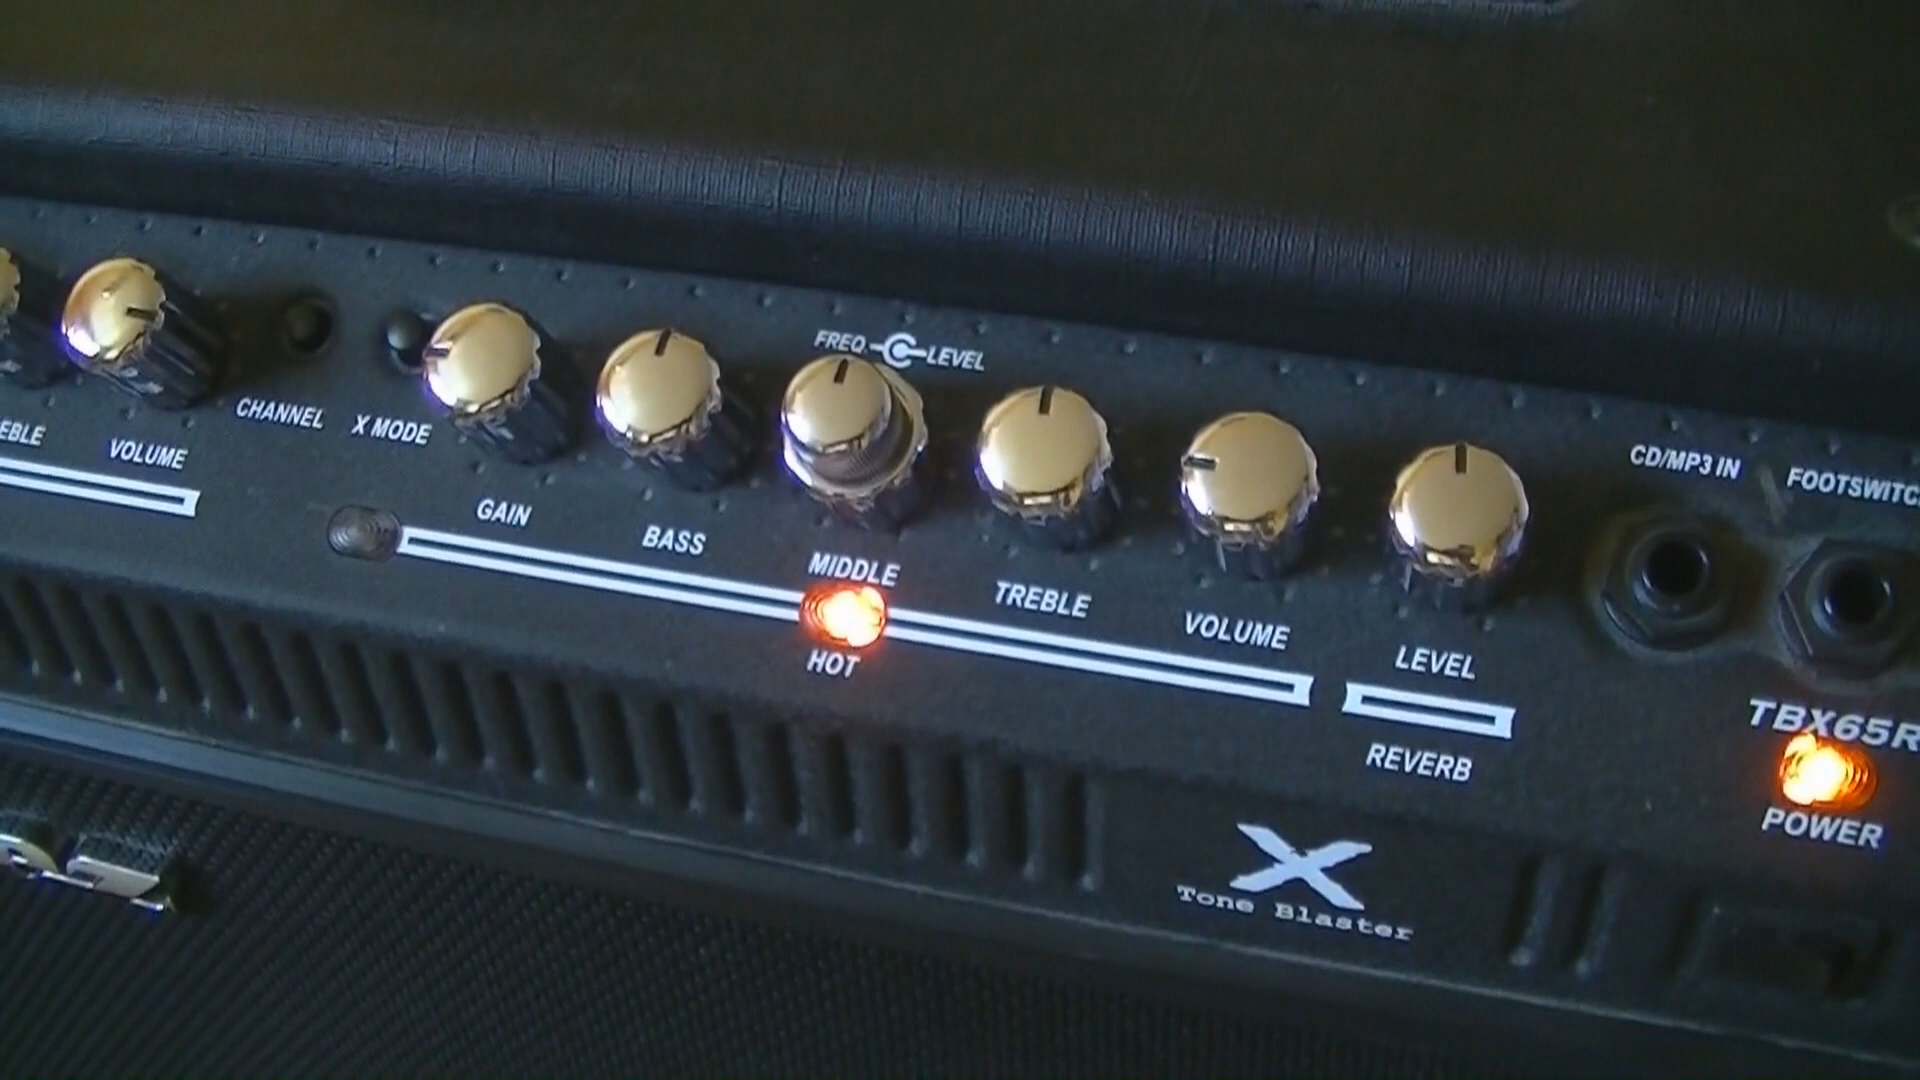 FREQ. LEVEL
EBLE
VOLUME
CHANNEL
X MODE
GAIN
BASS
MIDDLE
TREBLE
VOLUME
LEVEL
HOT
REVERB
CD/MP3 IN
FOOTSWITC
TBX65R
POWER
X
Tone Blaster